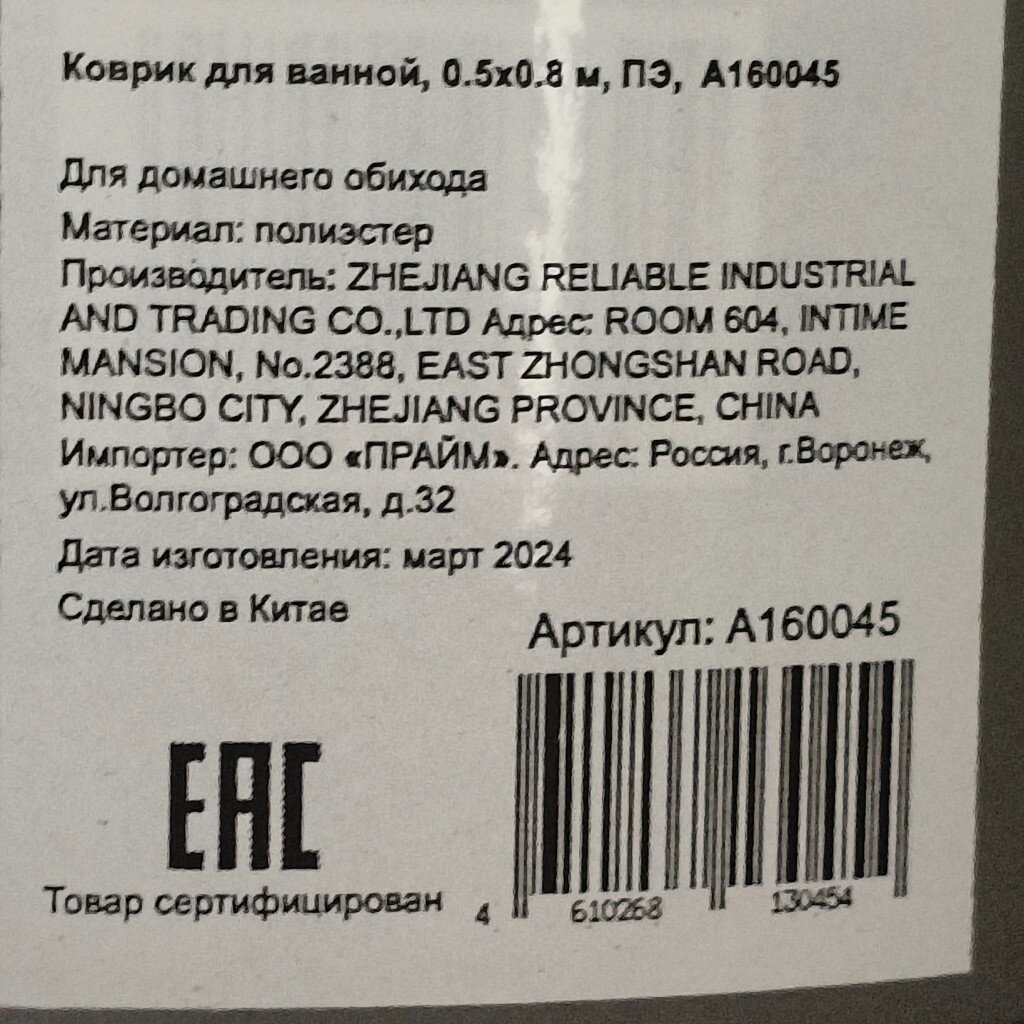 Коврик для ванной, 0.5х0.8 м, ПЭ, А160045
Для домашнего обихода
Материал: полиэстер
Производитель: ZHEJIANG RELIABLE INDUSTRIAL
AND TRADING CO.,LTD Адрес: ROOM 604, INTIME
MANSION, No.2388, EAST ZHONGSHAN ROAD,
NINGBO CITY, ZHEJIANG PROVINCE, CHINA
Импортер: ООО «ПРАЙМ». Адрес: Россия, г.Воронеж,
ул.Волгоградская, д.32
Дата изготовления: март 2024
Сделано в Китае
Артикул: А160045
ЕАС
Товар сертифицирован
4 610268 130454